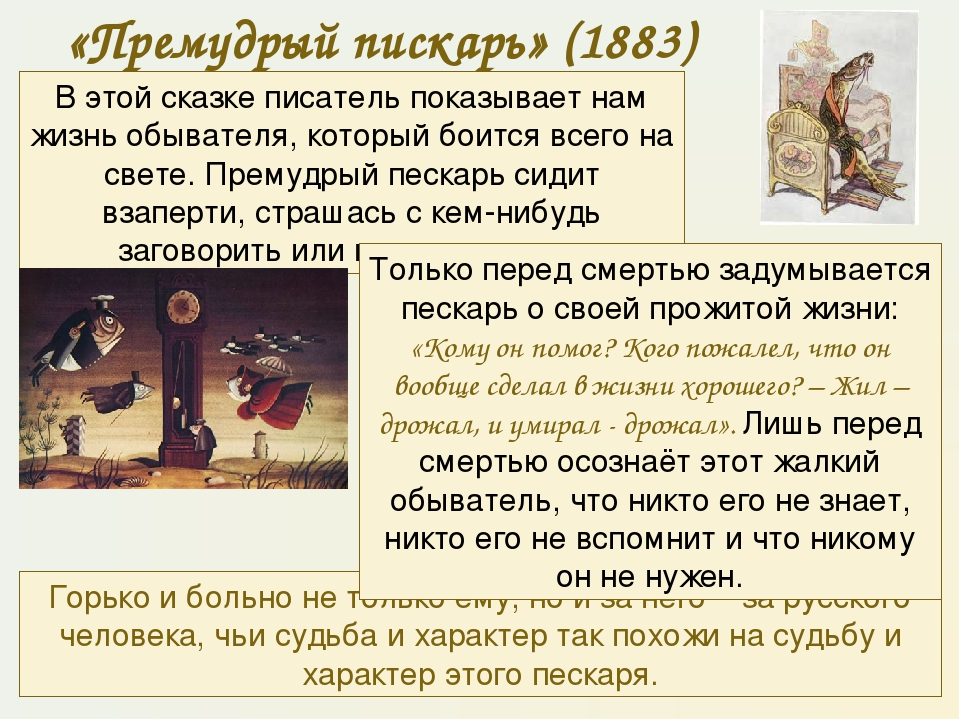 «Премудрый пискарь» (1883)
В этой сказке писатель показывает нам
жизнь обывателя, который боится всего на
свете. Премудрый пескарь сидит
взаперти, страшась с кем-нибудь
заговорить или
Только перед смертью задумывается
пескарь о своей прожитой жизни:
«Кому он помог? Кого пожалел, что он
вообще сделал в жизни хорошего? – Жил –
дрожал, и умирал - дрожал». Лишь перед
смертью осознаёт этот жалкий
обыватель, что никто его не знает,
никто его не вспомнит и что никому
он не нужен.
Горько и больно не только ему, но и за него – за русского
человека, чьи судьба и характер так похожи на судьбу и
характер этого пескаря.